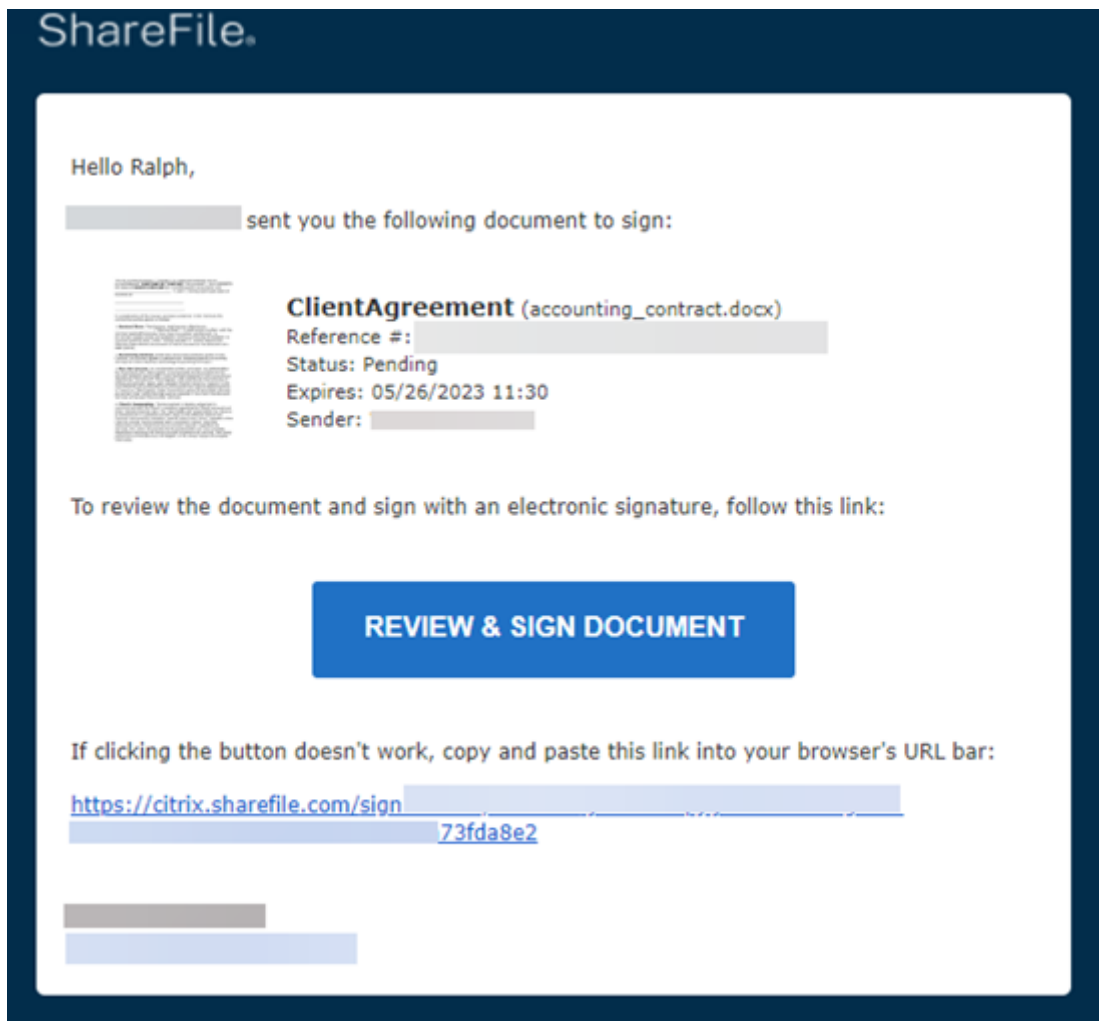 ShareFile®
Hello Ralph,
sent you the following document to sign:
ClientAgreement (accounting_contract.docx)
Reference #:
Status: Pending
Expires: 05/26/2023 11:30
Sender:
To review the document and sign with an electronic signature, follow this link:
REVIEW & SIGN DOCUMENT
If clicking the button doesn't work, copy and paste this link into your browser's URL bar:
https://citrix.sharefile.com/sign
73fda8e2